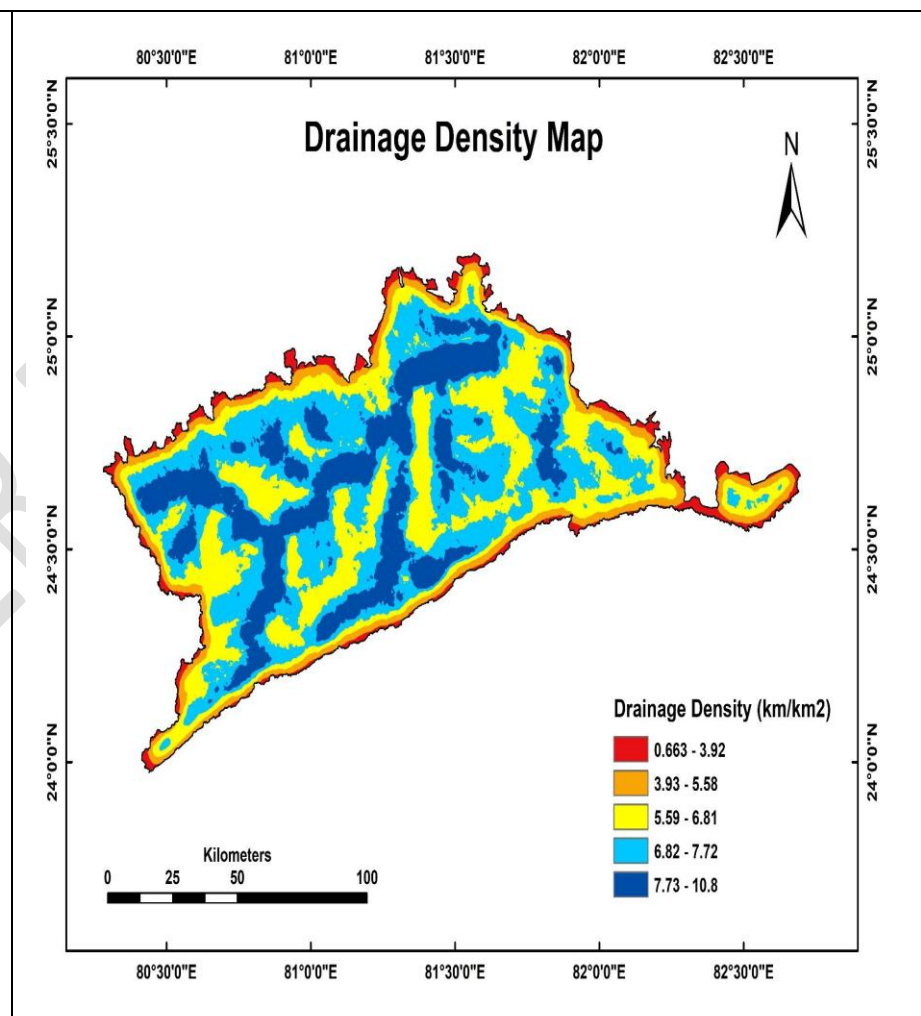 80°30'0"E 81°0'0"E 81°30'0"E 82°0'0"E 82°30'0"E
25°30'0"N
25°30'0"N
Drainage Density Map
N
25°0'0"N
25°0'0"N
24°30'0"N
24°30'0"N
24°0'0"N
24°0'0"N
Drainage Density (km/km2)
0.663 - 3.92
3.93 - 5.58
5.59 - 6.81
6.82 - 7.72
7.73 - 10.8
Kilometers
0 25 50 100
80°30'0"E 81°0'0"E 81°30'0"E 82°0'0"E 82°30'0"E